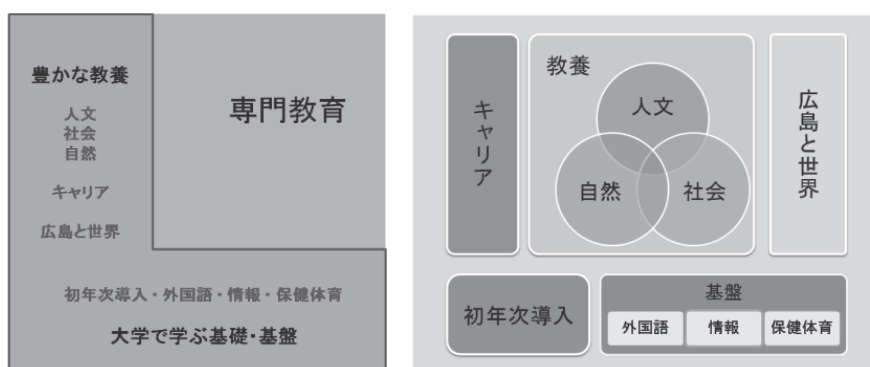 豊かな教養
人文
社会
自然
キャリア
広島と世界
専門教育
初年次導入・外国語・情報・保健体育
大学で学ぶ基礎・基盤
キャリア
教養
人文
自然
社会
広島と世界
初年次導入
基盤
外国語
情報
保健体育